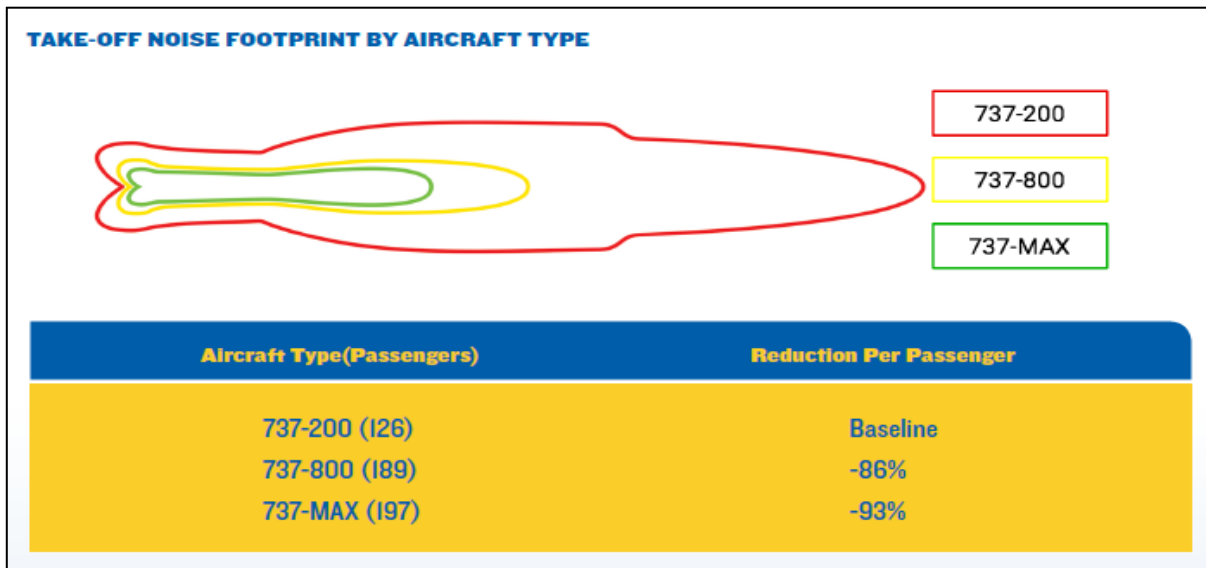 TAKE-OFF NOISE FOOTPRINT BY AIRCRAFT TYPE
737-200
737-800
737-MAX
Aircraft Type(Passengers) Reduction Per Passenger
737-200 (126) Baseline
737-800 (189) -86%
737-MAX (197) -93%